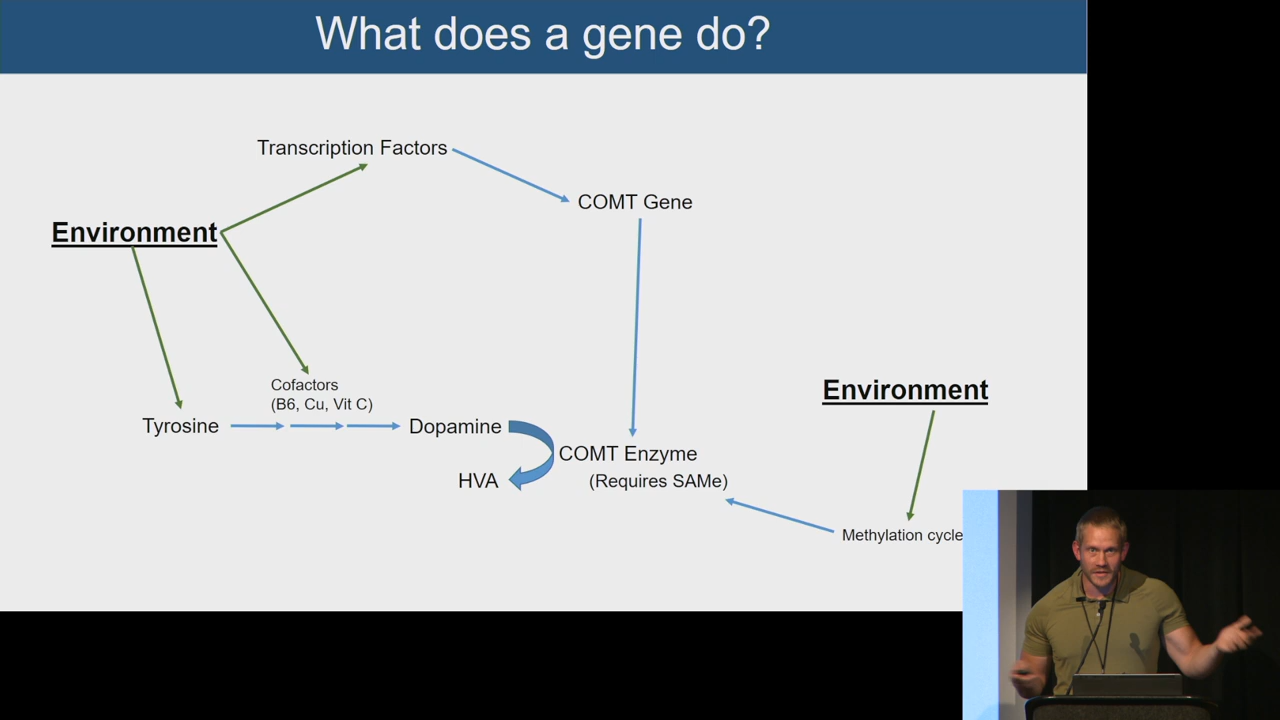 What does a gene do?
Transcription Factors
COMT Gene
Environment
Environment
Cofactors
(B6, Cu, Vit C)
Tyrosine
Dopamine
COMT Enzyme
HVA
(Requires SAMe)
Methylation cycle